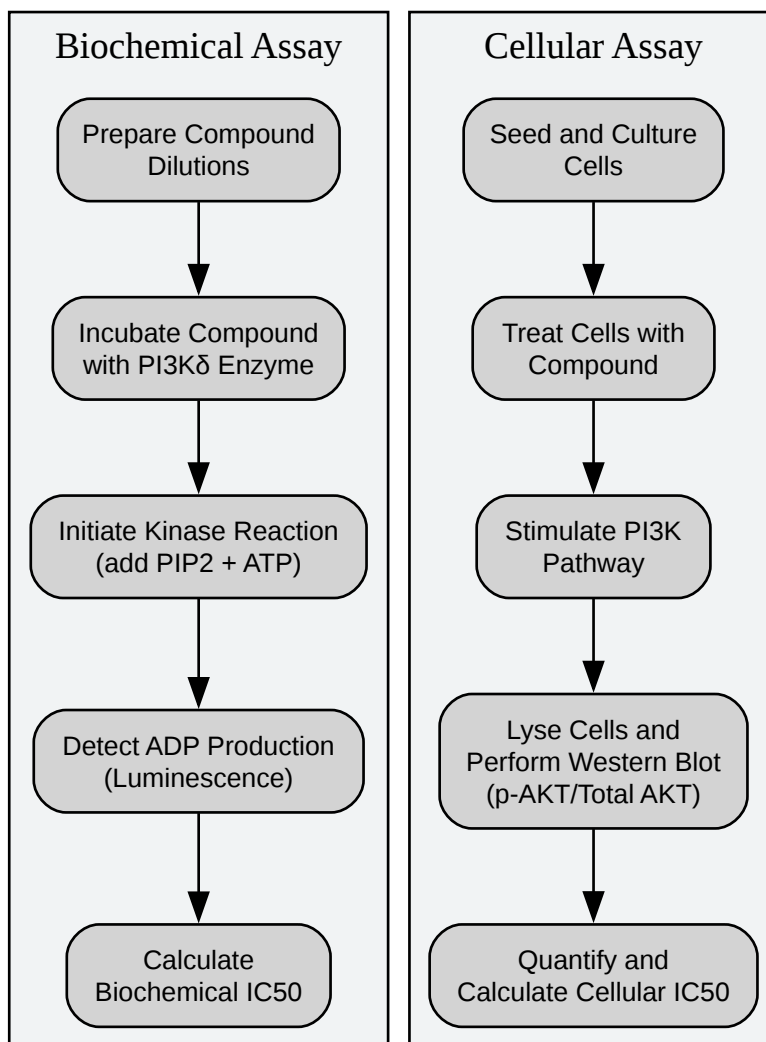 Biochemical Assay
Prepare Compound
Dilutions
Incubate Compound
with PI3Kδ Enzyme
Initiate Kinase Reaction
(add PIP2 + ATP)
Detect ADP Production
(Luminescence)
Calculate
Biochemical IC50
Cellular Assay
Seed and Culture
Cells
Treat Cells with
Compound
Stimulate PI3K
Pathway
Lyse Cells and
Perform Western Blot
(p-AKT/Total AKT)
Quantify and
Calculate Cellular IC50